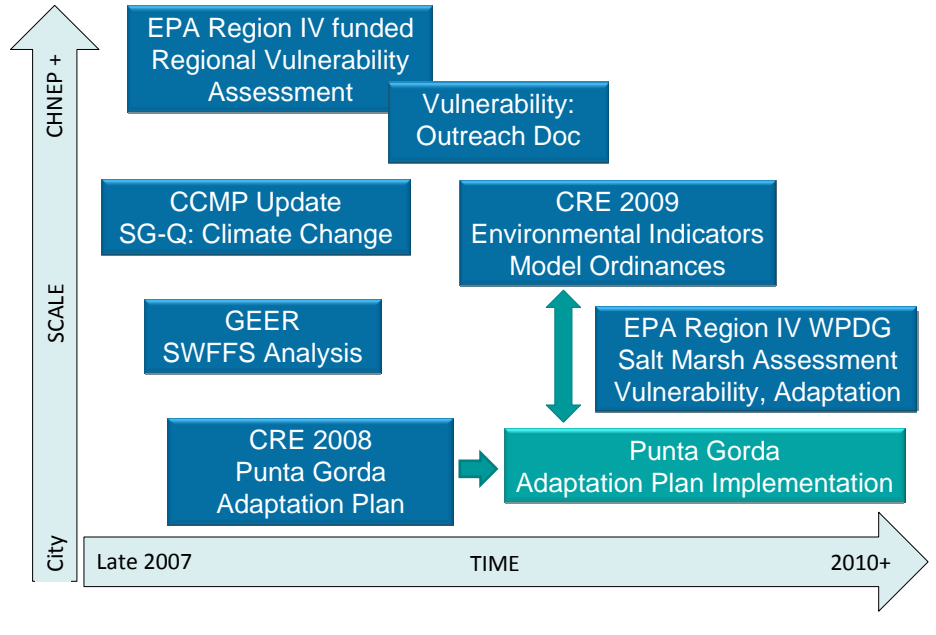 EPA Region IV funded
Regional Vulnerability
Assessment
Vulnerability:
Outreach Doc
CCMP Update
SG-Q: Climate Change
CRE 2009
Environmental Indicators
Model Ordinances
GEER
SWFFS Analysis
EPA Region IV WPDG
Salt Marsh Assessment
Vulnerability, Adaptation
CRE 2008
Punta Gorda
Adaptation Plan
Punta Gorda
Adaptation Plan Implementation
CHNEP +
SCALE
City
Late 2007
TIME
2010+